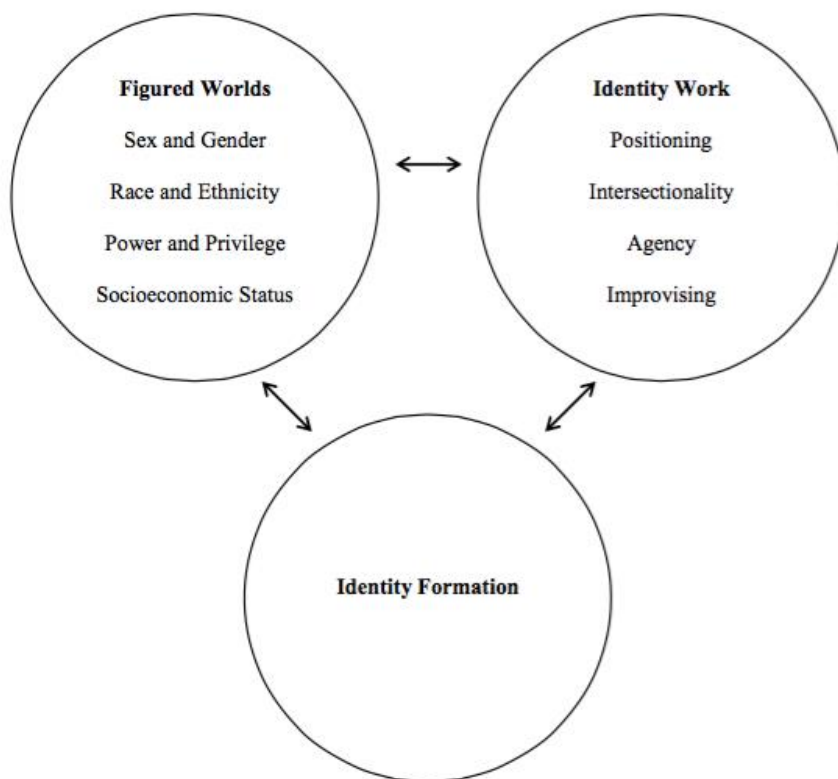 Figured Worlds
Sex and Gender
Race and Ethnicity
Power and Privilege
Socioeconomic Status
Identity Work
Positioning
Intersectionality
Agency
Improvising
Identity Formation